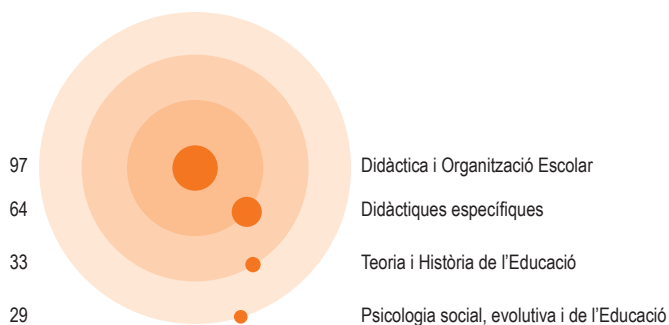 97 Didàctica i Organització Escolar
64 Didàctiques específiques
33 Teoria i Història de l’Educació
29 Psicologia social, evolutiva i de l’Educació